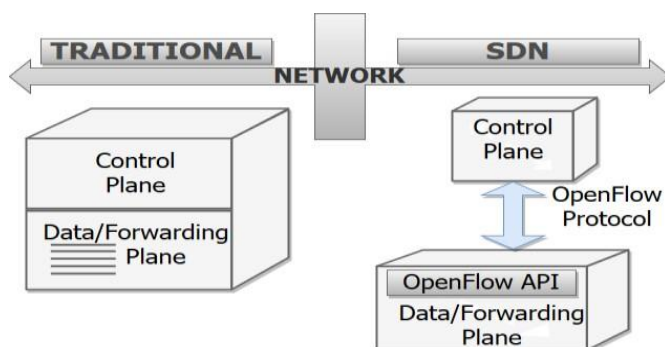 TRADITIONAL
SDN
NETWORK
Control
Plane
Data/Forwarding
Plane
Control
Plane
OpenFlow
Protocol
OpenFlow API
Data/Forwarding
Plane